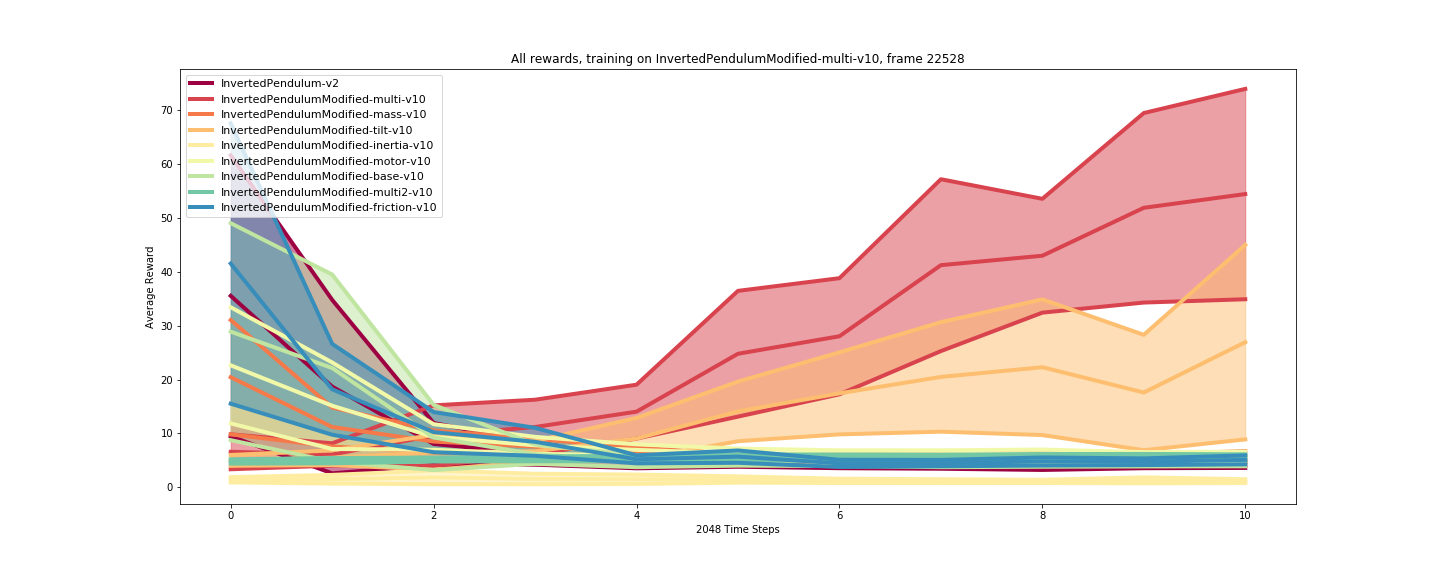 All rewards, training on InvertedPendulumModified-multi-v10, frame 22528
InvertedPendulum-v2
InvertedPendulumModified-multi-v10
InvertedPendulumModified-mass-v10
InvertedPendulumModified-tilt-v10
InvertedPendulumModified-inertia-v10
InvertedPendulumModified-motor-v10
InvertedPendulumModified-base-v10
InvertedPendulumModified-multi2-v10
InvertedPendulumModified-friction-v10
Average Reward
70
60
50
40
30
20
10
0
0 2 4 6 8 10
2048 Time Steps